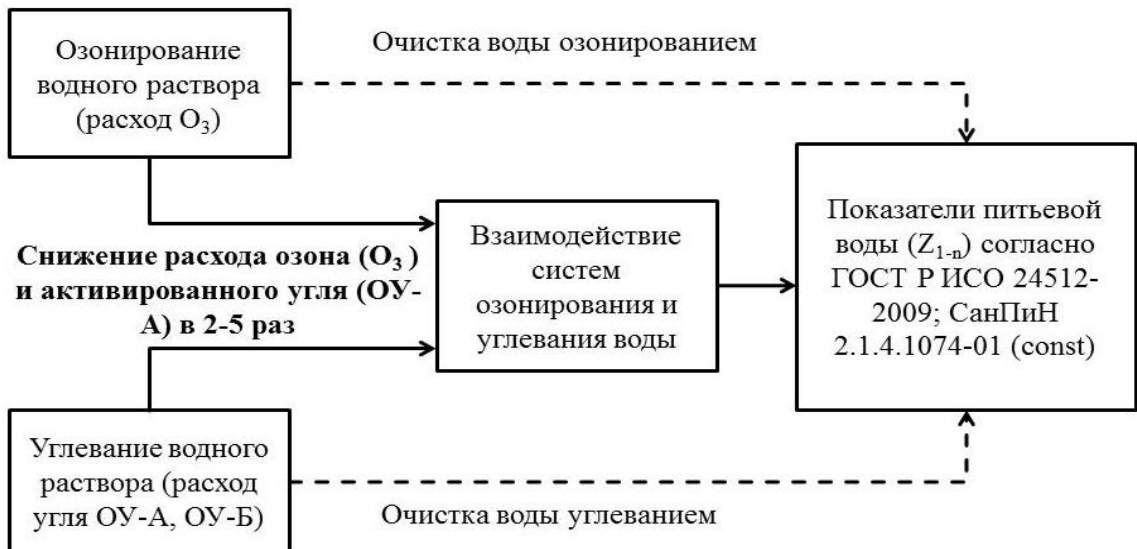 Озонирование
водного раствора
(расход O₃)
Очистка воды озонированием
Снижение расхода озона (O₃ )
и активированного угля (ОУ-
А) в 2-5 раз
Взаимодействие
систем
озонирования и
углевания воды
Показатели питьевой
воды (Z₁₋ₙ) согласно
ГОСТ Р ИСО 24512-
2009; СанПиН
2.1.4.1074-01 (const)
Углевание водного
раствора (расход
угля ОУ-А, ОУ-Б)
Очистка воды углеванием